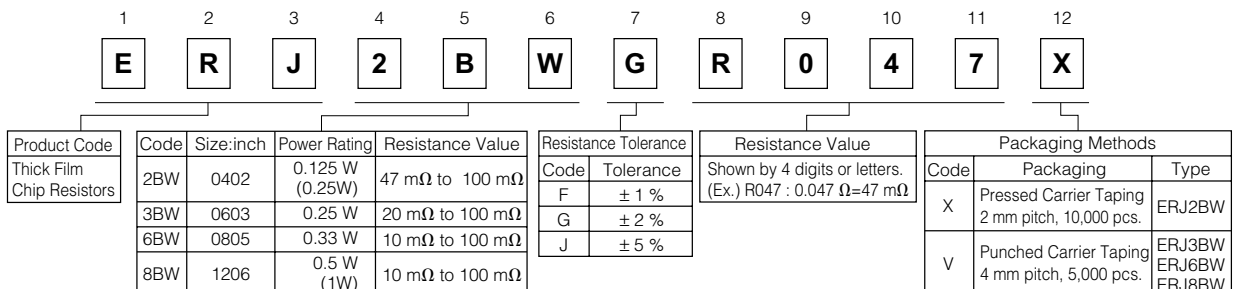 1 2 3 4 5 6 7 8 9 10 11 12
E R J 2 B W G R 0 4 7 X
Product Code
Thick Film
Chip Resistors
Code Size:inch Power Rating Resistance Value
2BW 0402 0.125 W (0.25W) 47 mΩ to 100 mΩ
3BW 0603 0.25 W 20 mΩ to 100 mΩ
6BW 0805 0.33 W 10 mΩ to 100 mΩ
8BW 1206 0.5 W (1W) 10 mΩ to 100 mΩ
Resistance Tolerance
Code Tolerance
F ± 1 %
G ± 2 %
J ± 5 %
Resistance Value
Shown by 4 digits or letters.
(Ex.) R047 : 0.047 Ω=47 mΩ
Packaging Methods
Code Packaging Type
X Pressed Carrier Taping 2 mm pitch, 10,000 pcs. ERJ2BW
V Punched Carrier Taping 4 mm pitch, 5,000 pcs. ERJ3BW ERJ6BW ERJ8BW